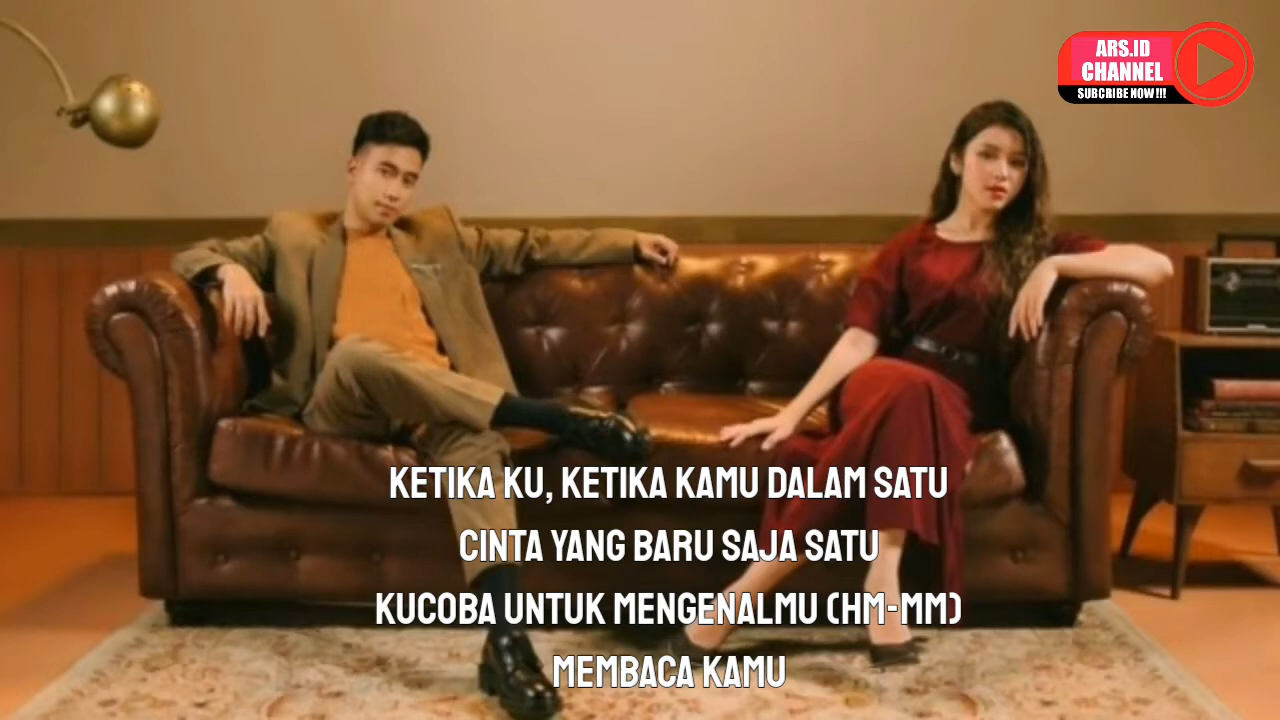 ARS.ID
CHANNEL
SUBCRIBE NOW !!!
KETIKA KU, KETIKA KAMU DALAM SATU
CINTA YANG BARU SAJA SATU
KUCOBA UNTUK MENGENALMU (HM-MM)
MEMBACA KAMU